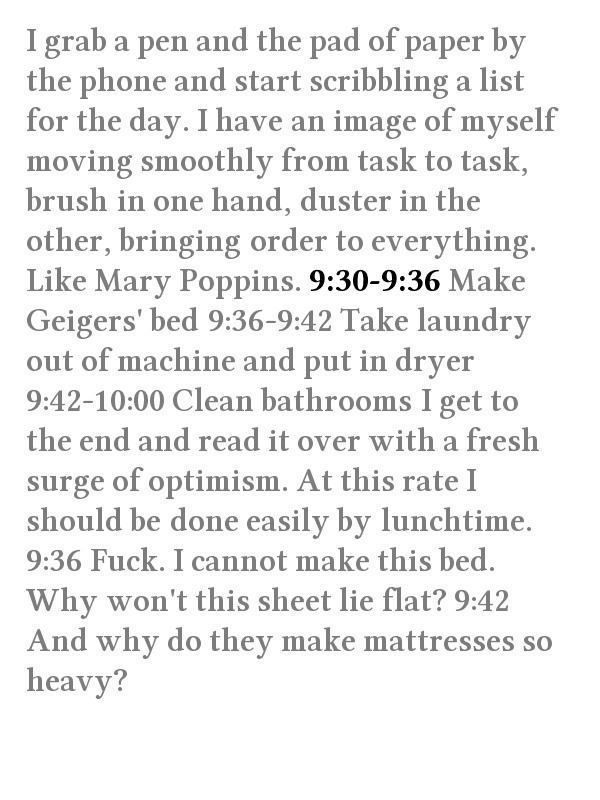 I grab a pen and the pad of paper by
the phone and start scribbling a list
for the day. I have an image of myself
moving smoothly from task to task,
brush in one hand, duster in the
other, bringing order to everything.
Like Mary Poppins. 9:30-9:36 Make
Geigers' bed 9:36-9:42 Take laundry
out of machine and put in dryer
9:42-10:00 Clean bathrooms I get to
the end and read it over with a fresh
surge of optimism. At this rate I
should be done easily by lunchtime.
9:36 Fuck. I cannot make this bed.
Why won't this sheet lie flat? 9:42
And why do they make mattresses so
heavy?